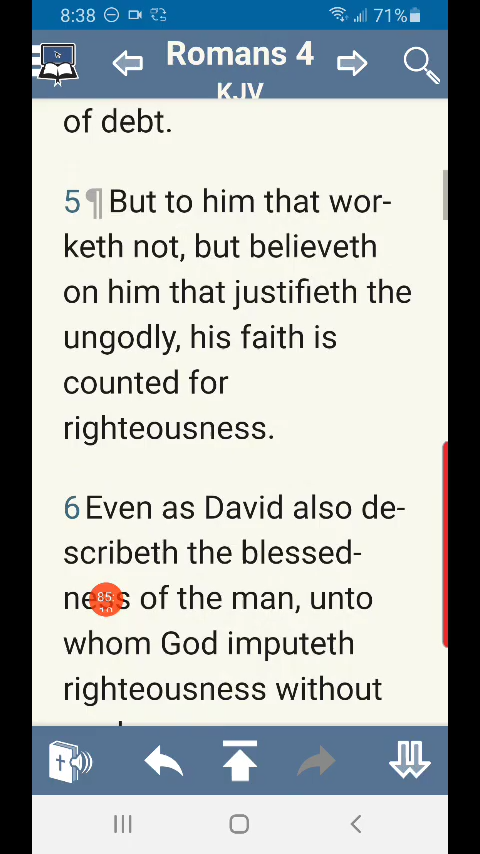 8:38
71%
Romans 4
KJV
of debt.
5¶But to him that wor-
keth not, but believeth
on him that justifieth the
ungodly, his faith is
counted for
righteousness.
6Even as David also de-
scribeth the blessed-
ness of the man, unto
whom God imputeth
righteousness without